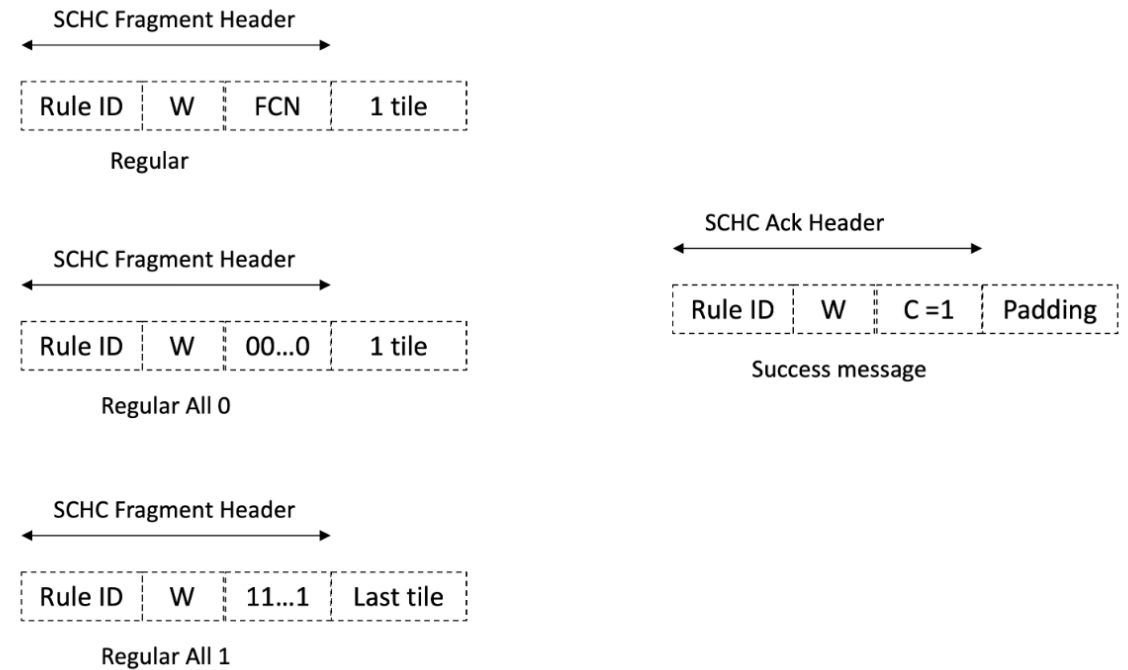 SCHC Fragment Header
Rule ID W FCN 1 tile
Regular
SCHC Fragment Header
Rule ID W 00...0 1 tile
Regular All 0
SCHC Fragment Header
Rule ID W 11...1 Last tile
Regular All 1
SCHC Ack Header
Rule ID W C =1 Padding
Success message